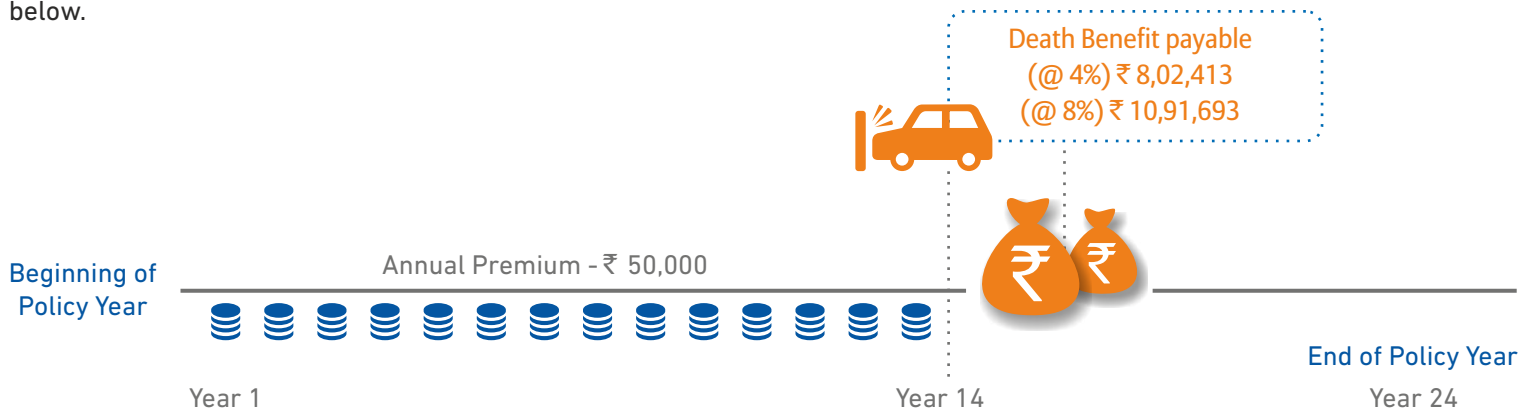 below.
Death Benefit payable
(@ 4%) ₹ 8,02,413
(@ 8%) ₹ 10,91,693
₹
₹
Annual Premium - ₹ 50,000
Beginning of
Policy Year
End of Policy Year
Year 1
Year 14
Year 24